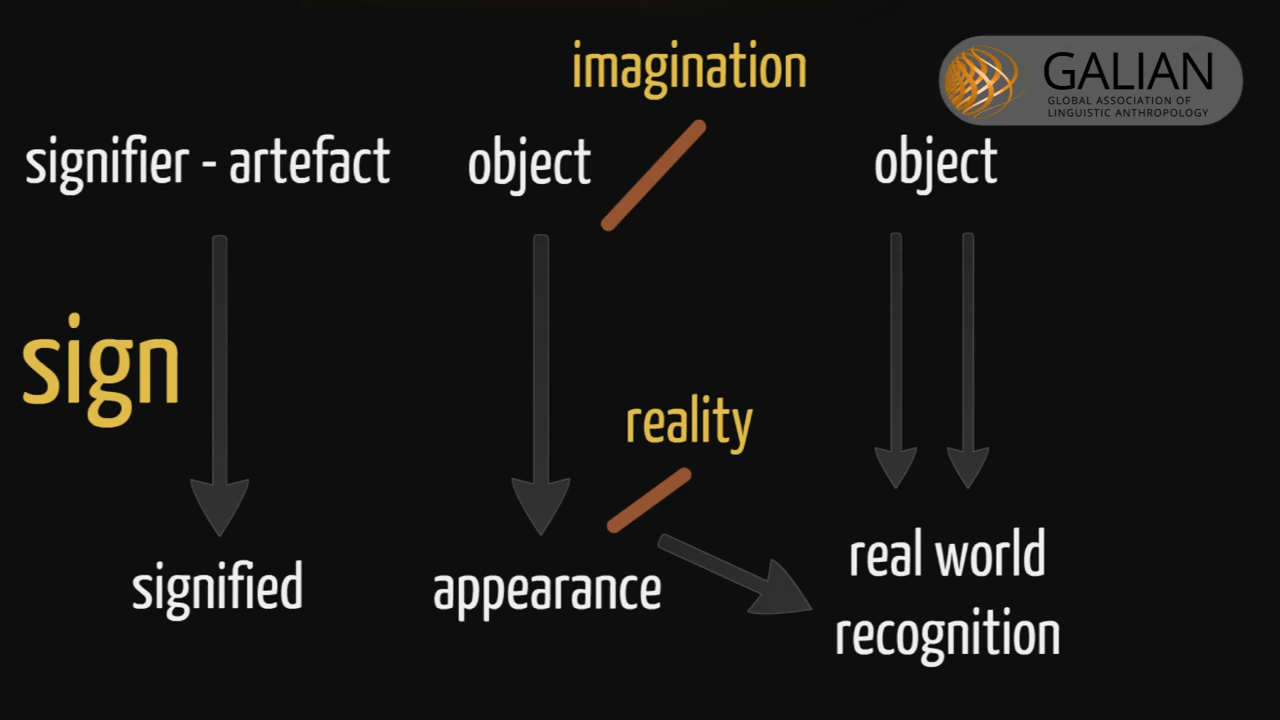 imagination
GALIAN
GLOBAL ASSOCIATION OF
LINGUISTIC ANTHROPOLOGY
signifier - artefact
object
object
sign
reality
signified
appearance
real world
recognition